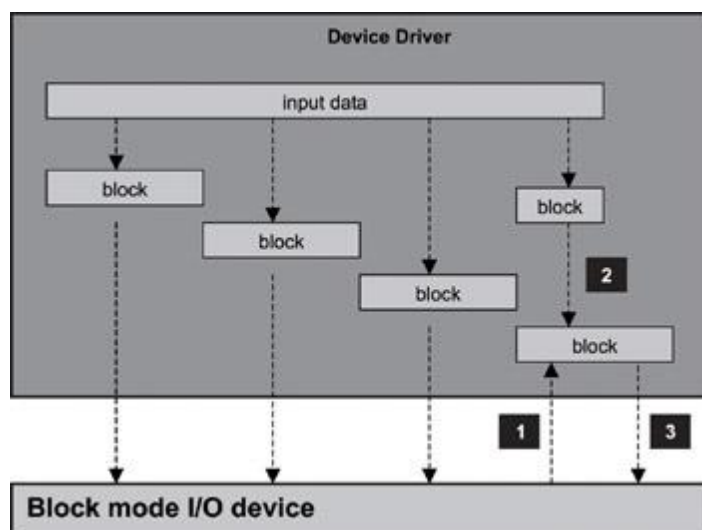 Device Driver
input data
block
block
block
block
2
block
1
3
Block mode I/O device